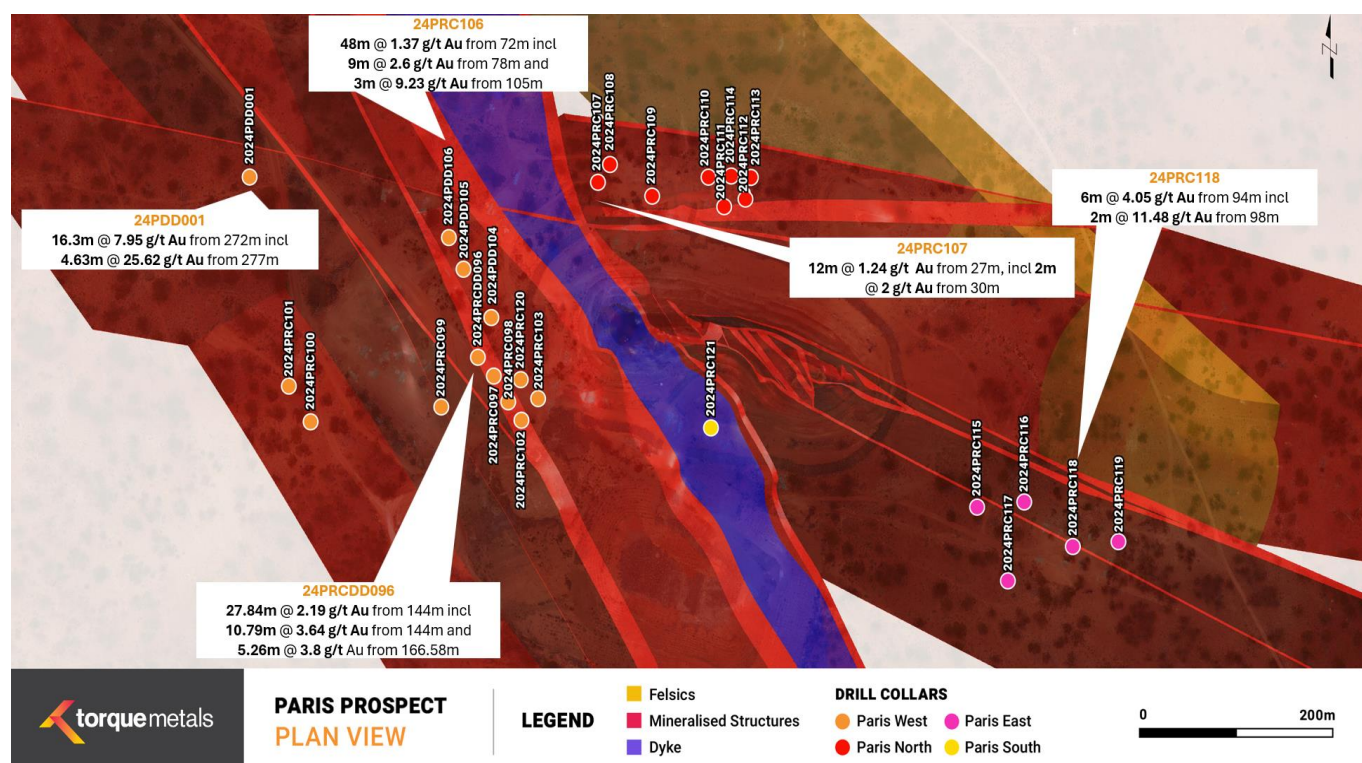 24PRC106
48m @ 1.37 g/t Au from 72m incl
9m @ 2.6 g/t Au from 78m and
3m @ 9.23 g/t Au from 105m
N
2024PDD001
24PDD001
16.3m @ 7.95 g/t Au from 272m incl
4.63m @ 25.62 g/t Au from 277m
2024PDD106
2024PDD105
2024PDD104
2024PRCDD096
2024PRC107
2024PRC108
2024PRC109
2024PRC110
2024PRC111
2024PRC114
2024PRC112
2024PRC113
24PRC118
6m @ 4.05 g/t Au from 94m incl
2m @ 11.48 g/t Au from 98m
24PRC107
12m @ 1.24 g/t Au from 27m, incl 2m
@ 2 g/t Au from 30m
2024PRC101
2024PRC100
2024PRC099
2024PRC097
2024PRC098
2024PRC120
2024PRC103
2024PRC102
2024PRC121
2024PRC115
2024PRC116
2024PRC117
2024PRC118
2024PRC119
24PRCDD096
27.84m @ 2.19 g/t Au from 144m incl
10.79m @ 3.64 g/t Au from 144m and
5.26m @ 3.8 g/t Au from 166.58m
torque metals
PARIS PROSPECT
PLAN VIEW
LEGEND
Felsics
Mineralised Structures
Dyke
DRILL COLLARS
Paris West
Paris East
Paris North
Paris South
0 200m